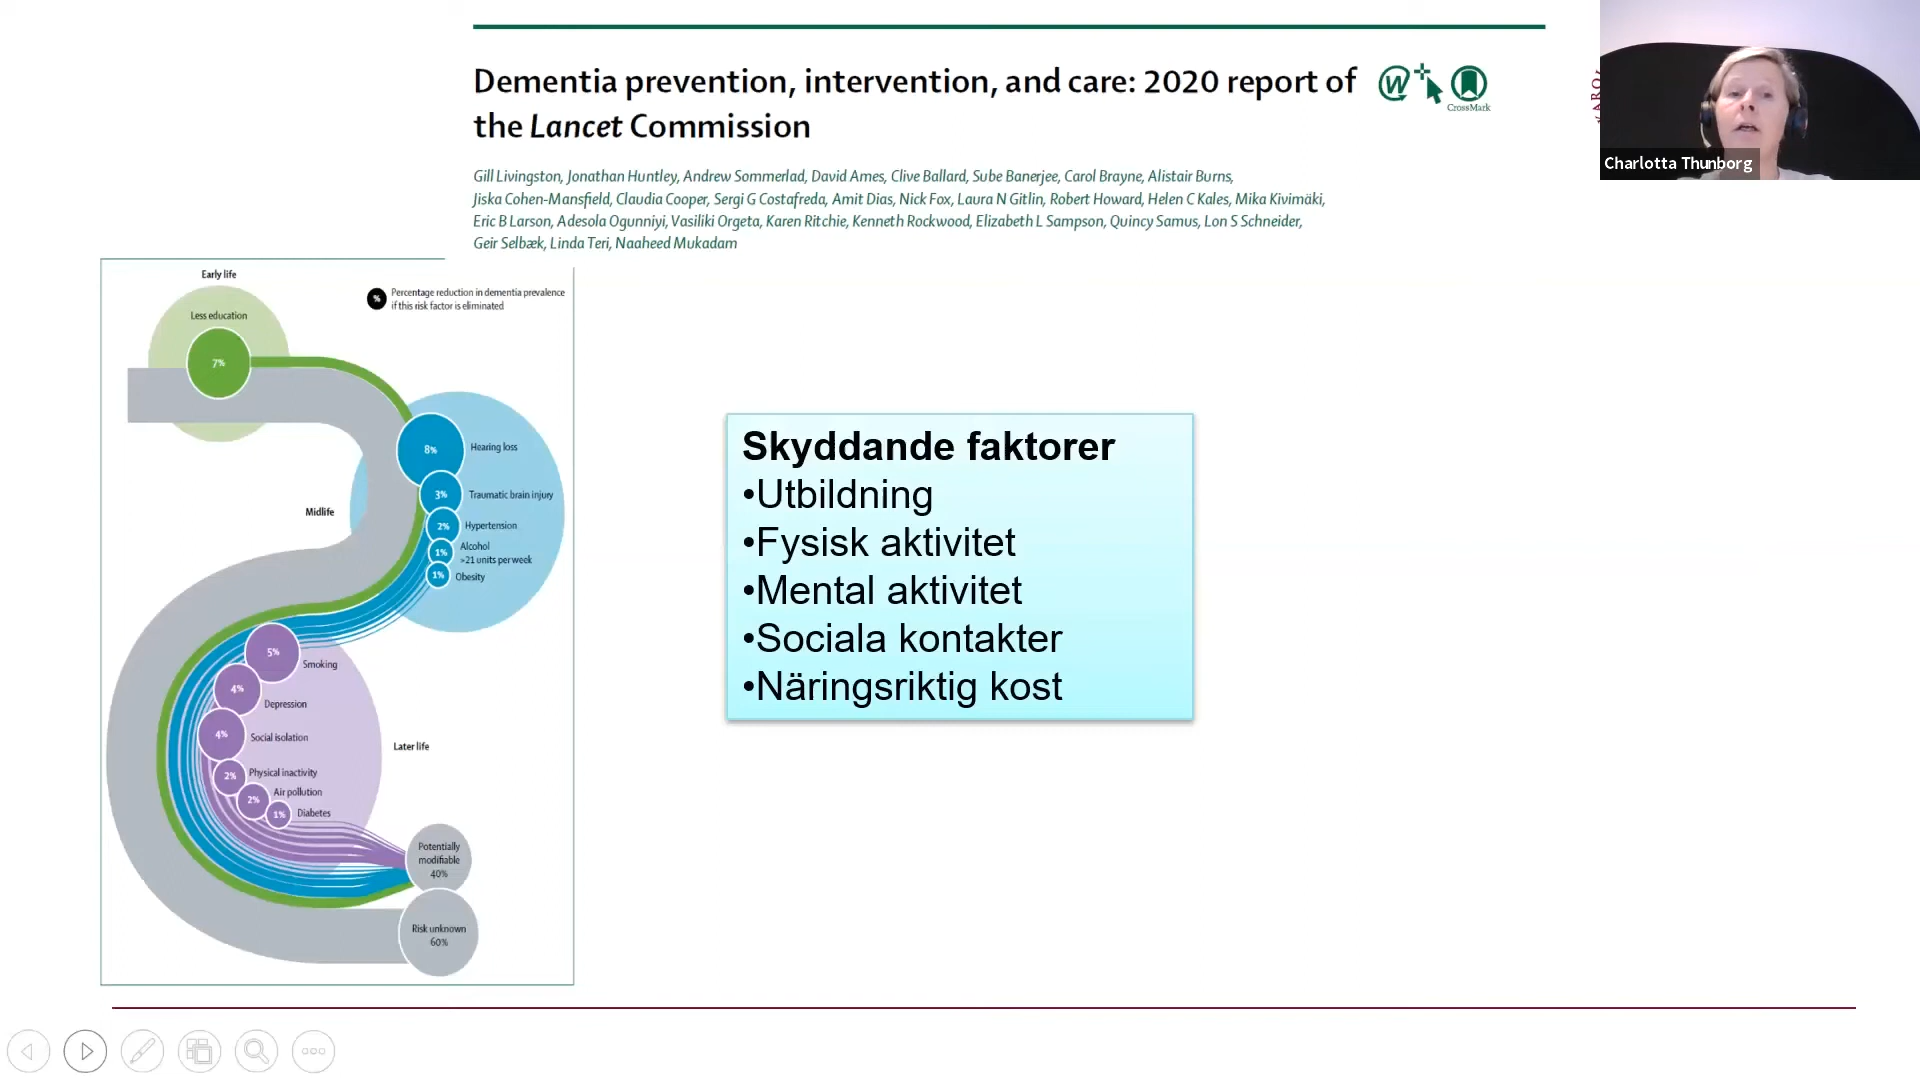 Dementia prevention, intervention, and care: 2020 report of
the Lancet Commission
CrossMark
Charlotta Thunborg
Gill Livingston, Jonathan Huntley, Andrew Sommerlad, David Ames, Clive Ballard, Sube Banerjee, Carol Brayne, Alistair Burns,
Jiska Cohen-Mansfield, Claudia Cooper, Sergi G Costafreda, Amit Dias, Nick Fox, Laura N Gitlin, Robert Howard, Helen C Kales, Mika Kivimäki,
Eric B Larson, Adesola Ogunniyi, Vasiliki Orgeta, Karen Ritchie, Kenneth Rockwood, Elizabeth L Sampson, Quincy Samus, Lon S Schneider,
Geir Selbæk, Linda Teri, Naaheed Mukadam
Early life
% Percentage reduction in dementia prevalence
if this risk factor is eliminated
Less education
7%
8% Hearing loss
3% Traumatic brain injury
Midlife
2% Hypertension
1% Alcohol
>21 units per week
1% Obesity
5% Smoking
4% Depression
4% Social isolation
Later life
2% Physical inactivity
2% Air pollution
1% Diabetes
Potentially
modifiable
40%
Risk unknown
60%
Skyddande faktorer
•Utbildning
•Fysisk aktivitet
•Mental aktivitet
•Sociala kontakter
•Näringsriktig kost